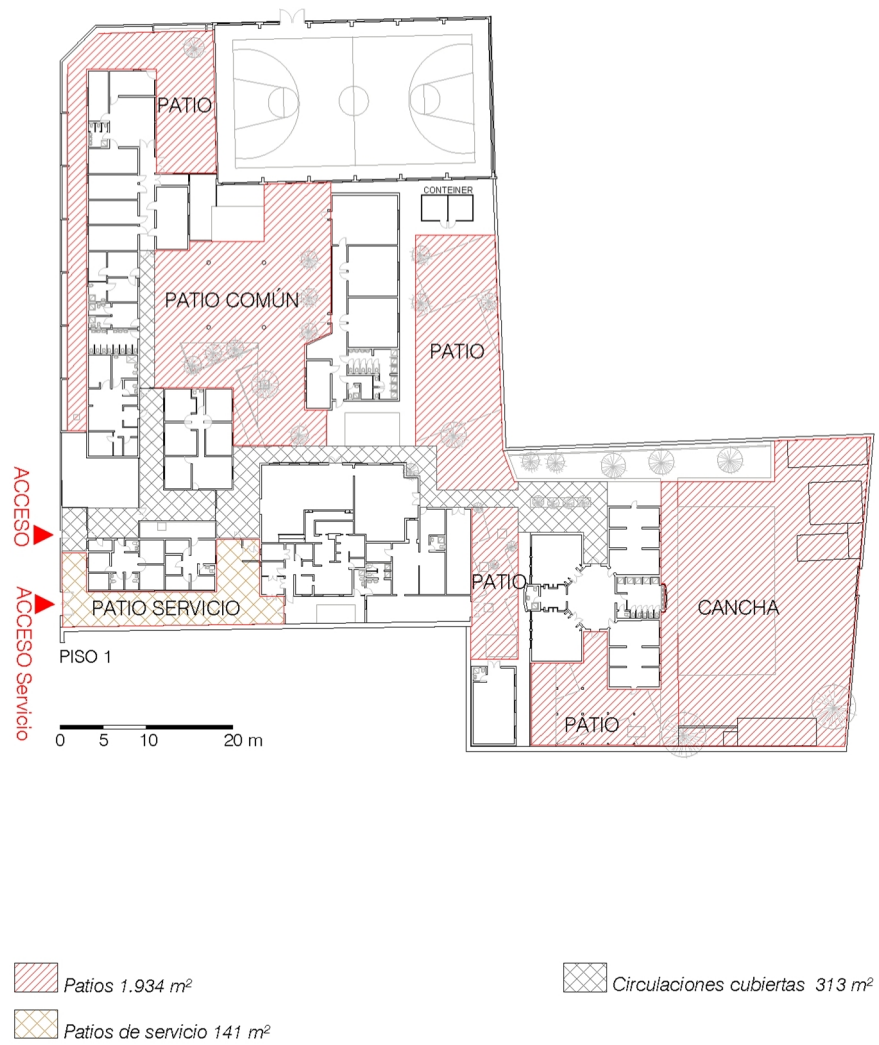 PATIO
CONTEINER
PATIO COMÚN
PATIO
ACCESO
ACCESO Servicio
PATIO SERVICIO
PATIO
CANCHA
PATIO
PISO 1
0 5 10 20 m
Patios 1.934 m²
Circulaciones cubiertas 313 m²
Patios de servicio 141 m²